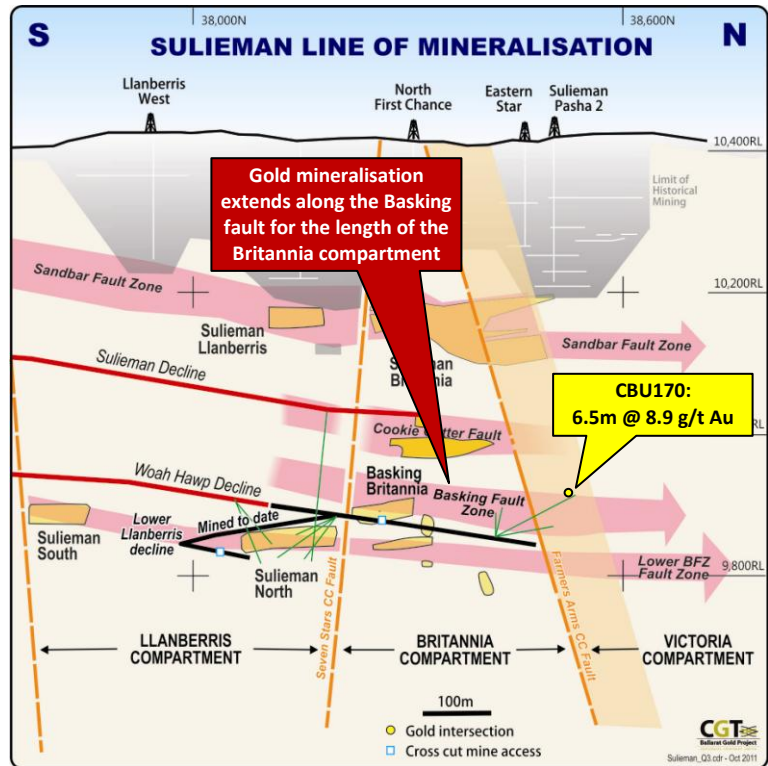 38,000N
38,600N
S
SULIEMAN LINE OF MINERALISATION
N
Llanberris
West
North
First Chance
Eastern
Star
Sulieman
Pasha 2
10,400RL
Gold mineralisation
extends along the Basking
fault for the length of the
Britannia compartment
Limit of
Historical
Mining
Sandbar Fault Zone
10,200RL
Sulieman
Llanberris
Sandbar Fault Zone
Sulieman Decline
CBU170:
6.5m @ 8.9 g/t Au
Woah Hawp Decline
Basking
Britannia
Basking Fault
Zone
Lower
Llanberris
decline
Mined to date
Sulieman
South
Sulieman
North
Lower BFZ
Fault Zone
9,800RL
Seven Stars CC Fault
Farmers Arms CC Fault
LLANBERRIS
COMPARTMENT
BRITANNIA
COMPARTMENT
VICTORIA
COMPARTMENT
100m
Gold intersection
Cross cut mine access
CGT
Ballarat Gold Project
Sulieman_Q3.cdr - Oct 2011